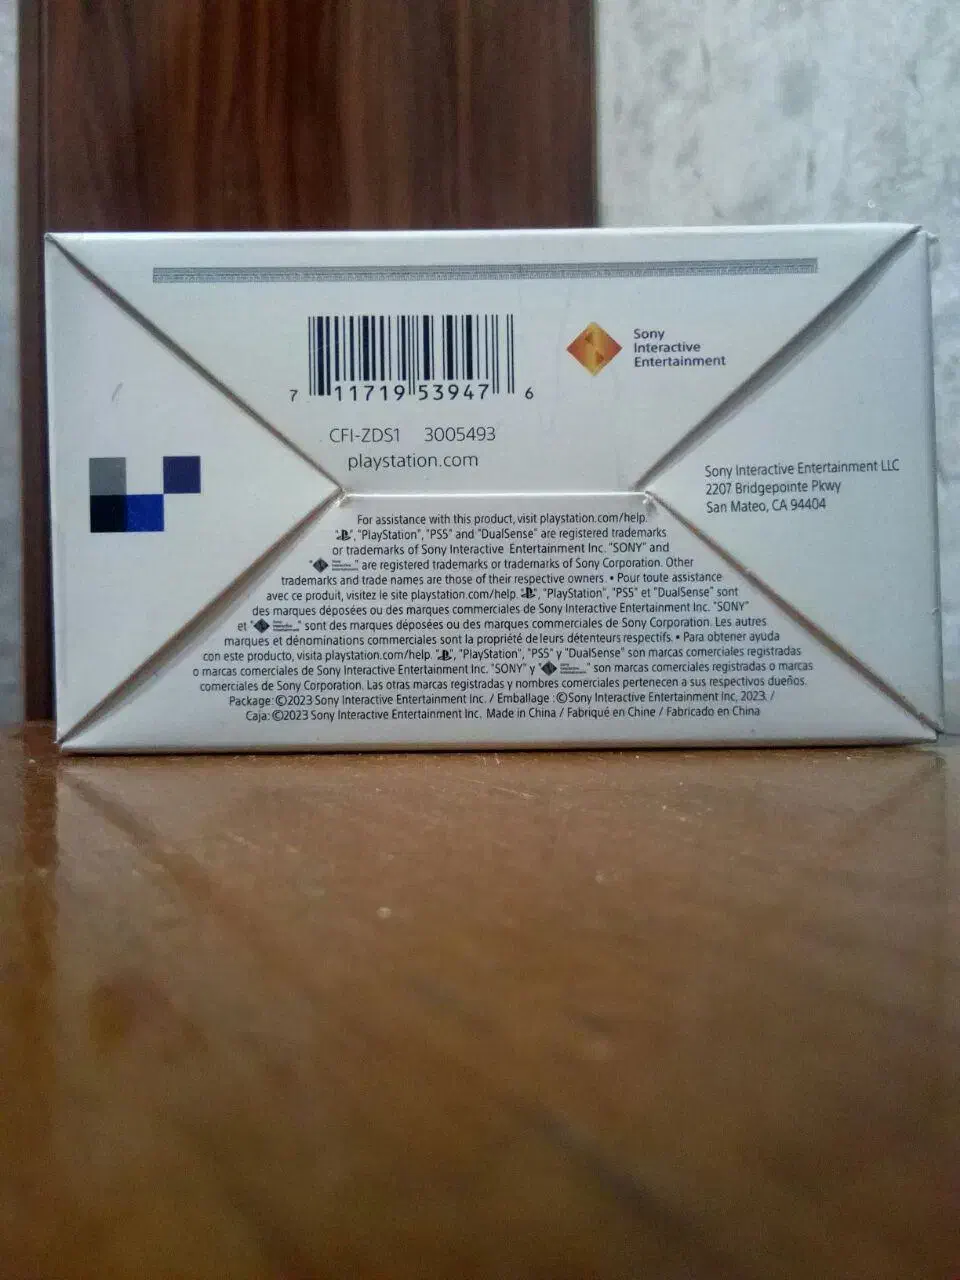 7 11719 53947 6
Sony
Interactive
Entertainment
CFI-ZDS1 3005493
playstation.com
Sony Interactive Entertainment LLC
2207 Bridgepointe Pkwy
San Mateo, CA 94404
For assistance with this product, visit playstation.com/help.
", "PlayStation", "PS5" and "DualSense" are registered trademarks
or trademarks of Sony Interactive Entertainment Inc. "SONY" and
" " are registered trademarks or trademarks of Sony Corporation. Other
trademarks and trade names are those of their respective owners. • Pour toute assistance
avec ce produit, visitez le site playstation.com/help. " ", "PlayStation", "PS5" et "DualSense" sont
des marques déposées ou des marques commerciales de Sony Interactive Entertainment Inc. "SONY"
et " " sont des marques déposées ou des marques commerciales de Sony Corporation. Les autres
marques et dénominations commerciales sont la propriété de leurs détenteurs respectifs. • Para obtener ayuda
con este producto, visita playstation.com/help. " ", "PlayStation", "PS5" y "DualSense" son marcas comerciales registradas
o marcas comerciales de Sony Interactive Entertainment Inc. "SONY" y " " son marcas comerciales registradas o marcas
comerciales de Sony Corporation. Las otras marcas registradas y nombres comerciales pertenecen a sus respectivos dueños.
Package: ©2023 Sony Interactive Entertainment Inc. / Emballage : ©Sony Interactive Entertainment Inc, 2023. /
Caja: ©2023 Sony Interactive Entertainment Inc. Made in China / Fabriqué en Chine / Fabricado en China